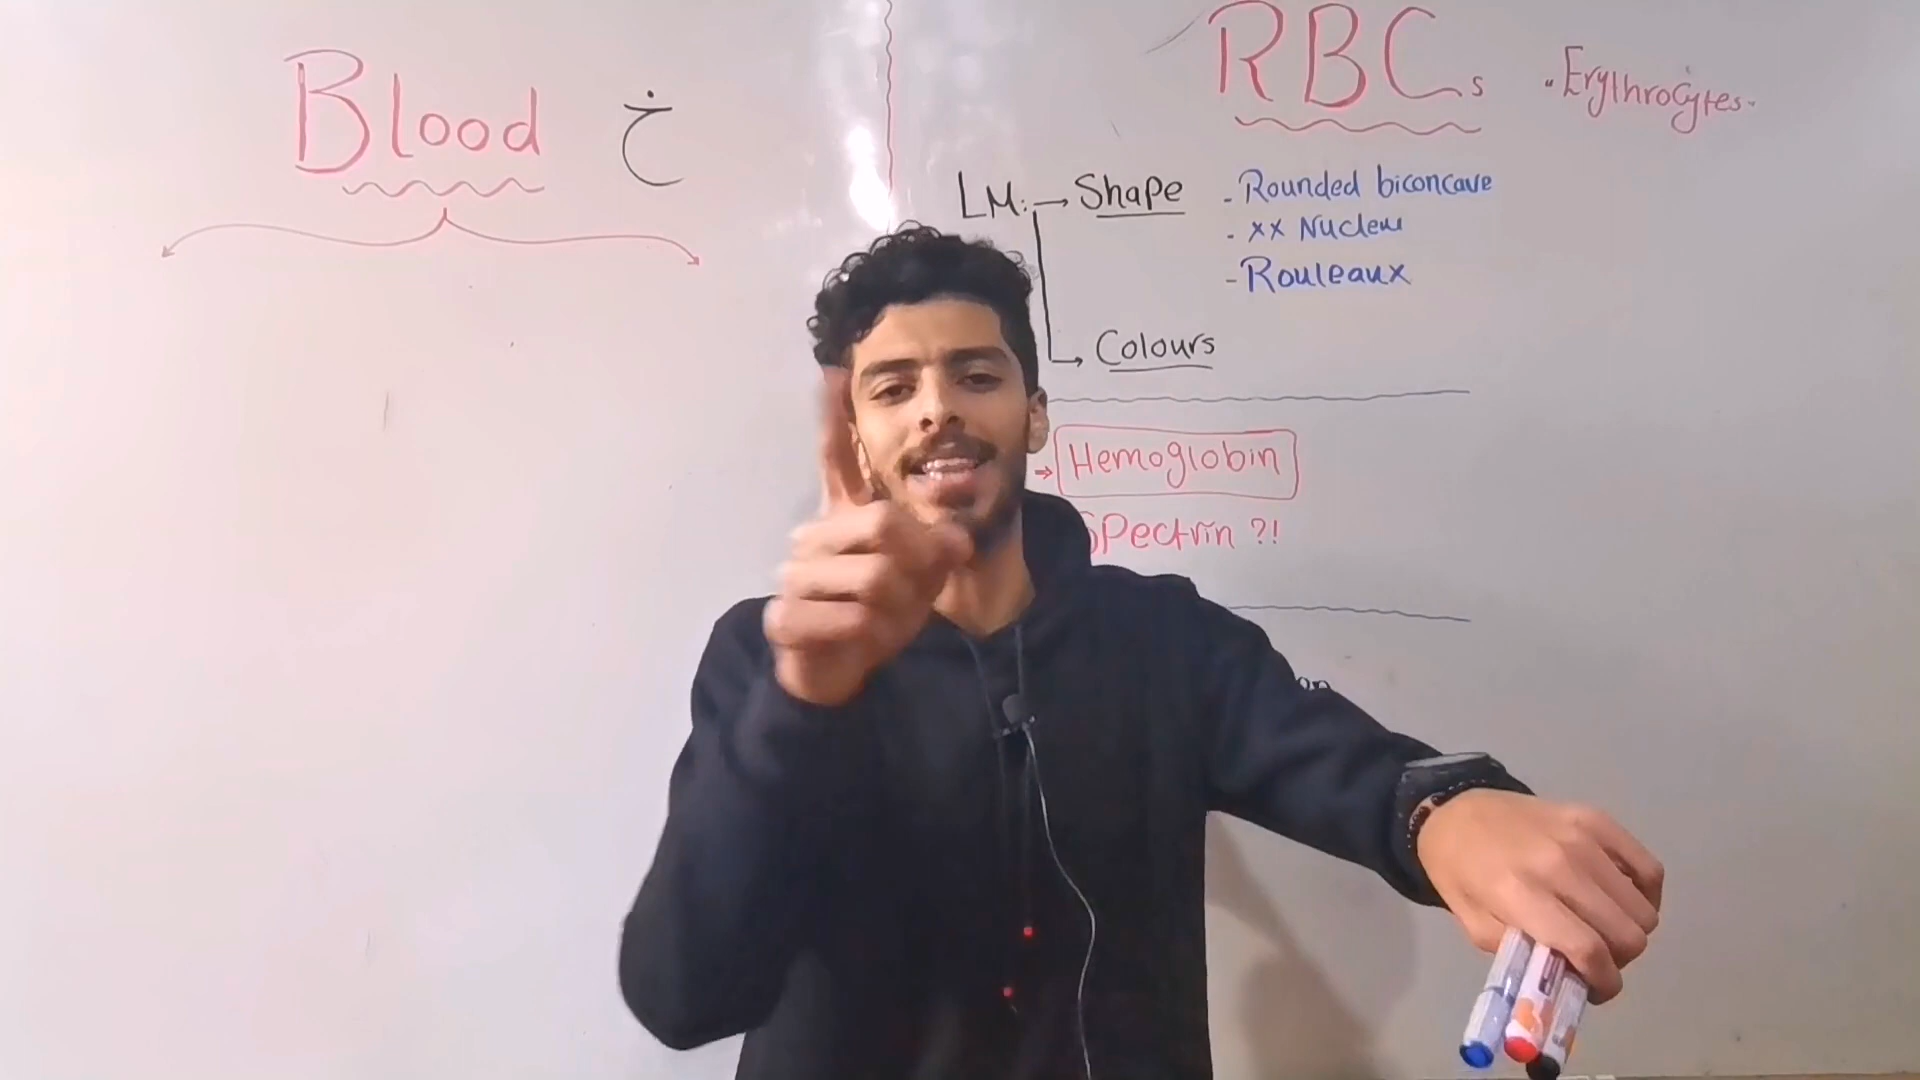 Blood خ
RBCs "Erythrocytes"
LM: → Shape - Rounded biconcave
- xx Nucleus
- Rouleaux
→ Colours
⇒ Hemoglobin
Spectrin ?!